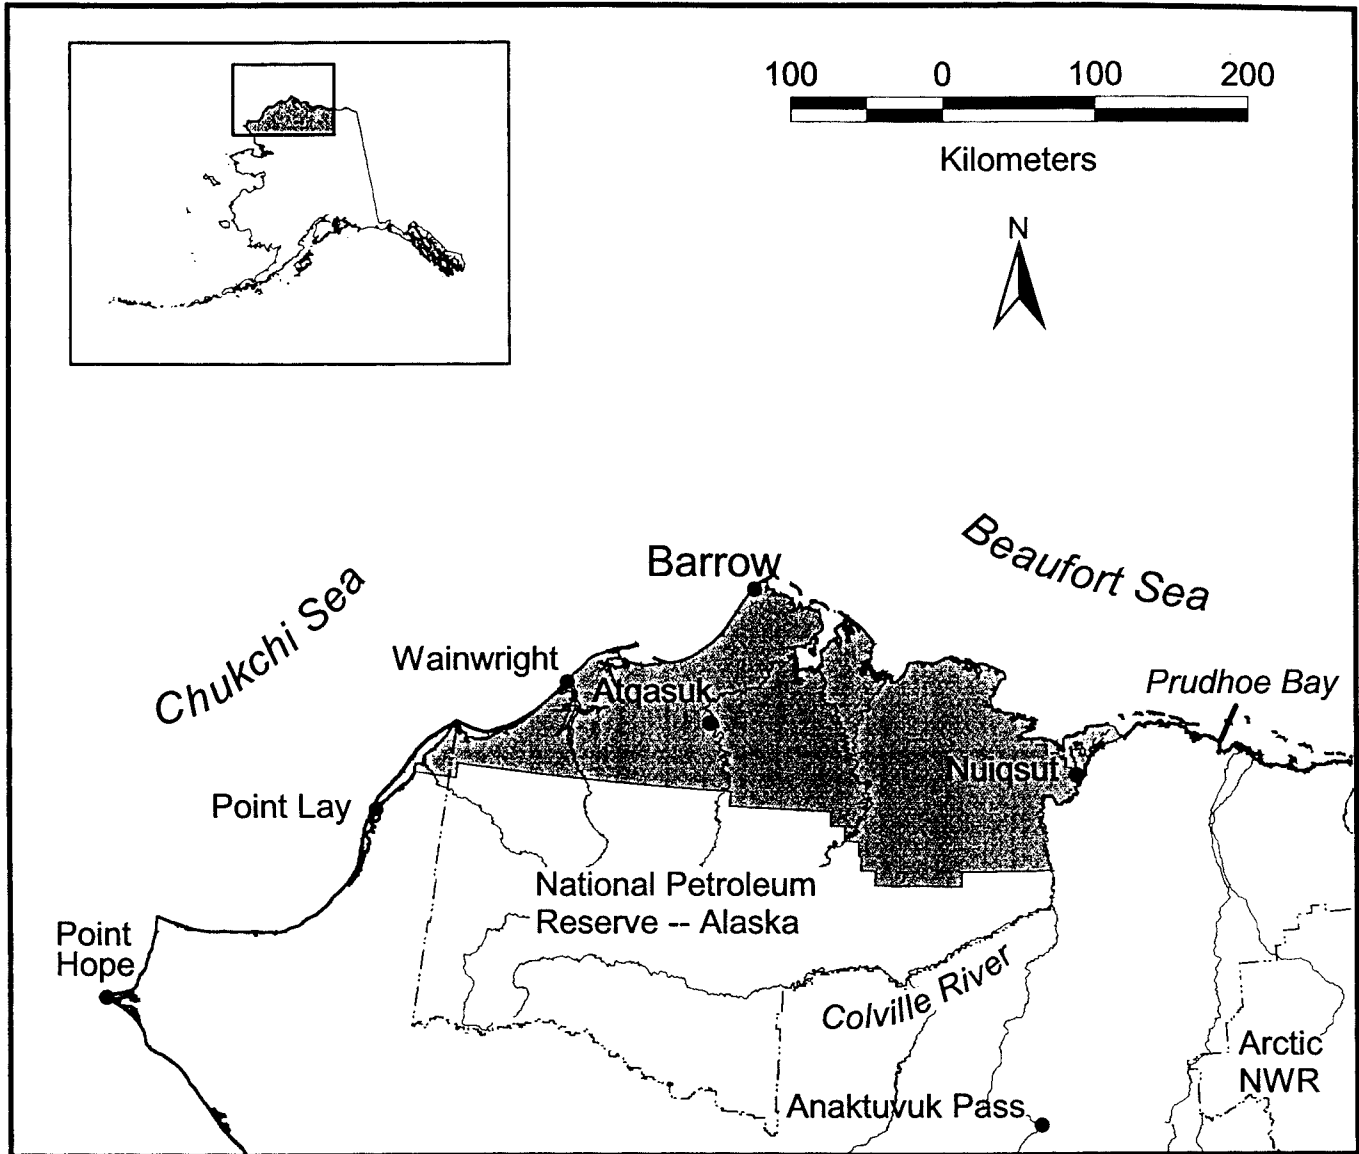 100 0 100 200
Kilometers
N
Beaufort Sea
Barrow
Chukchi Sea
Wainwright
Atqasuk
Prudhoe Bay
Nuiqsut
Point Lay
National Petroleum
Reserve -- Alaska
Point
Hope
Colville River
Arctic
NWR
Anaktuvuk Pass